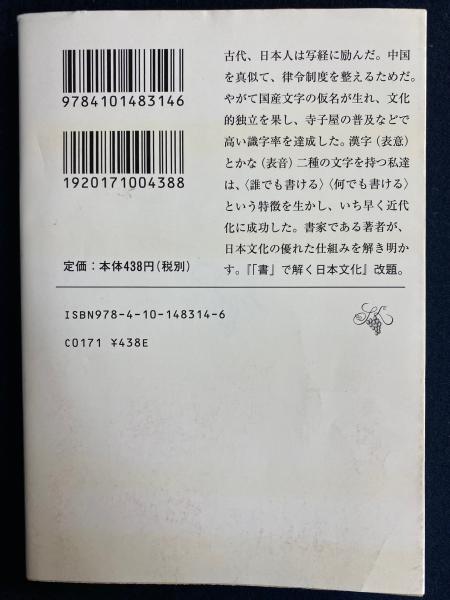 9784101483146
1920171004388
定価：本体438円（税別）
ISBN978-4-10-148314-6
C0171 ¥438E
古代、日本人は写経に励んだ。中国
を真似て、律令制度を整えるためだ。
やがて国産文字の仮名が生れ、文化
的独立を果し、寺子屋の普及などで
高い識字率を達成した。漢字（表意）
とかな（表音）二種の文字を持つ私達
は、〈誰でも書ける〉〈何でも書ける〉
という特徴を生かし、いち早く近代
化に成功した。書家である著者が、
日本文化の優れた仕組みを解き明か
す。『「書」で解く日本文化』改題。